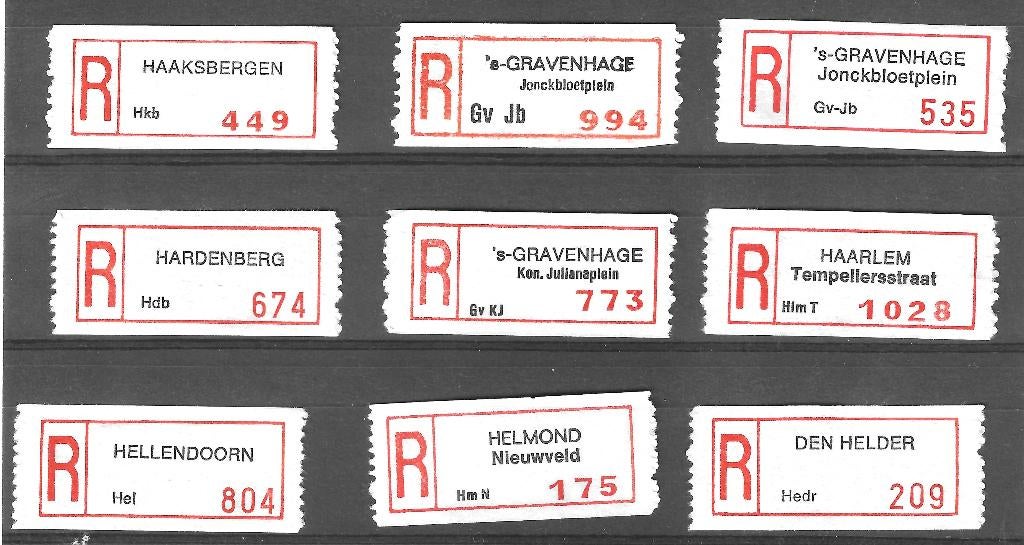 R HAAKSBERGEN
Hkb 449
R 's-GRAVENHAGE
Jonckbloetplein
Gv Jb 994
R 's-GRAVENHAGE
Jonckbloetplein
Gv-Jb 535
R HARDENBERG
Hdb 674
R 's-GRAVENHAGE
Kon. Julianaplein
Gv KJ 773
R HAARLEM
Tempeliersstraat
Hlm T 1028
R HELLENDOORN
Hel 804
R HELMOND
Nieuwveld
Hm N 175
R DEN HELDER
Hedr 209